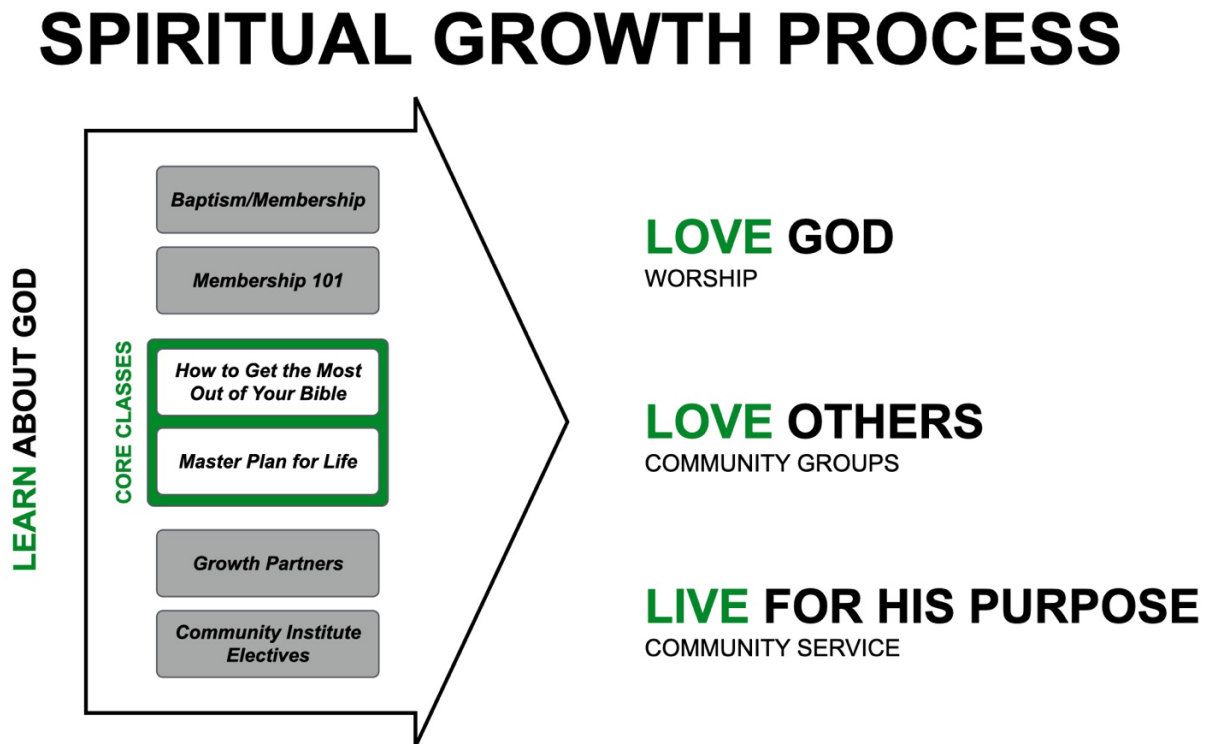 SPIRITUAL GROWTH PROCESS
LEARN ABOUT GOD
Baptism/Membership
Membership 101
CORE CLASSES
How to Get the Most
Out of Your Bible
Master Plan for Life
Growth Partners
Community Institute
Electives
LOVE GOD
WORSHIP
LOVE OTHERS
COMMUNITY GROUPS
LIVE FOR HIS PURPOSE
COMMUNITY SERVICE